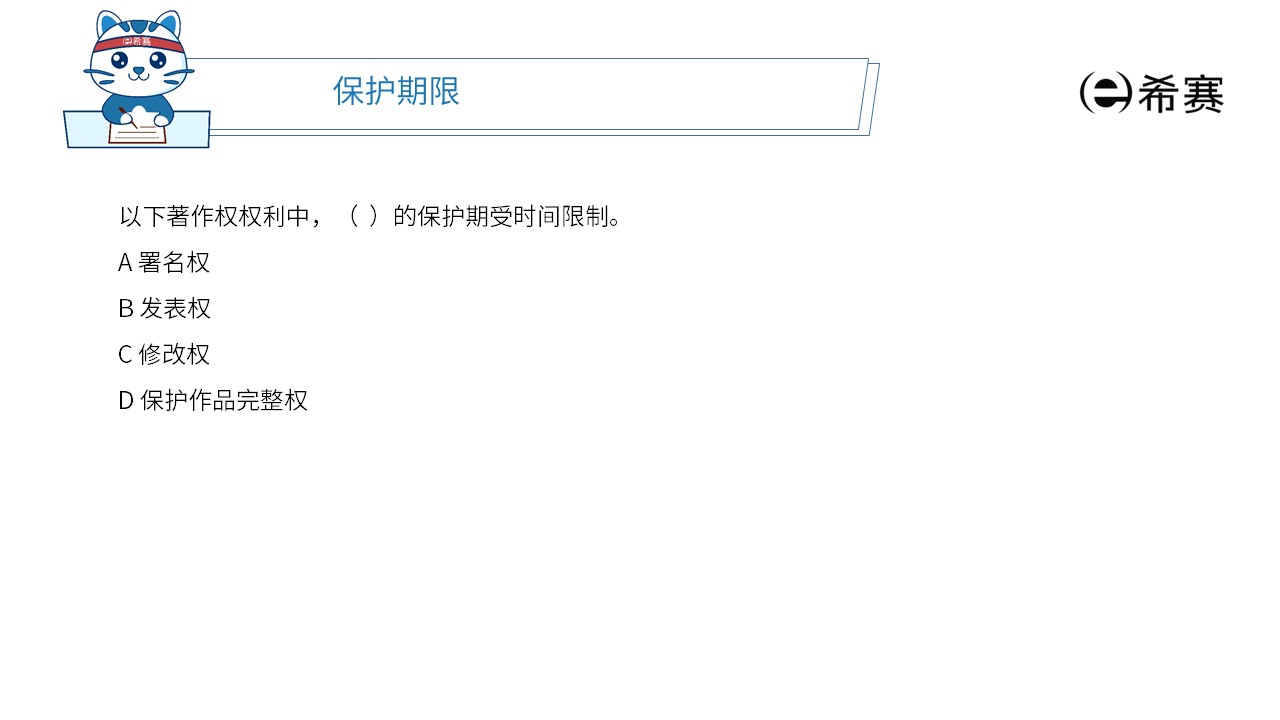 希赛
保护期限
希赛
以下著作权权利中，（ ）的保护期受时间限制。
A 署名权
B 发表权
C 修改权
D 保护作品完整权